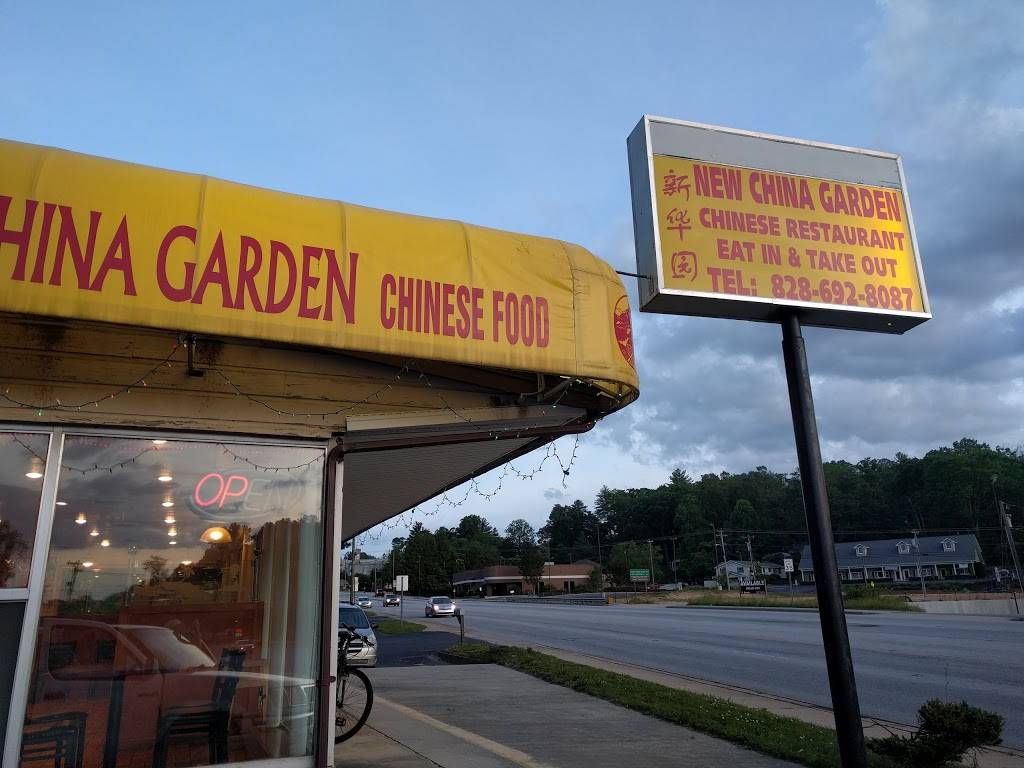 HINA GARDEN CHINESE FOOD
新华园
NEW CHINA GARDEN
CHINESE RESTAURANT
EAT IN & TAKE OUT
TEL: 828-692-8087
OPEN